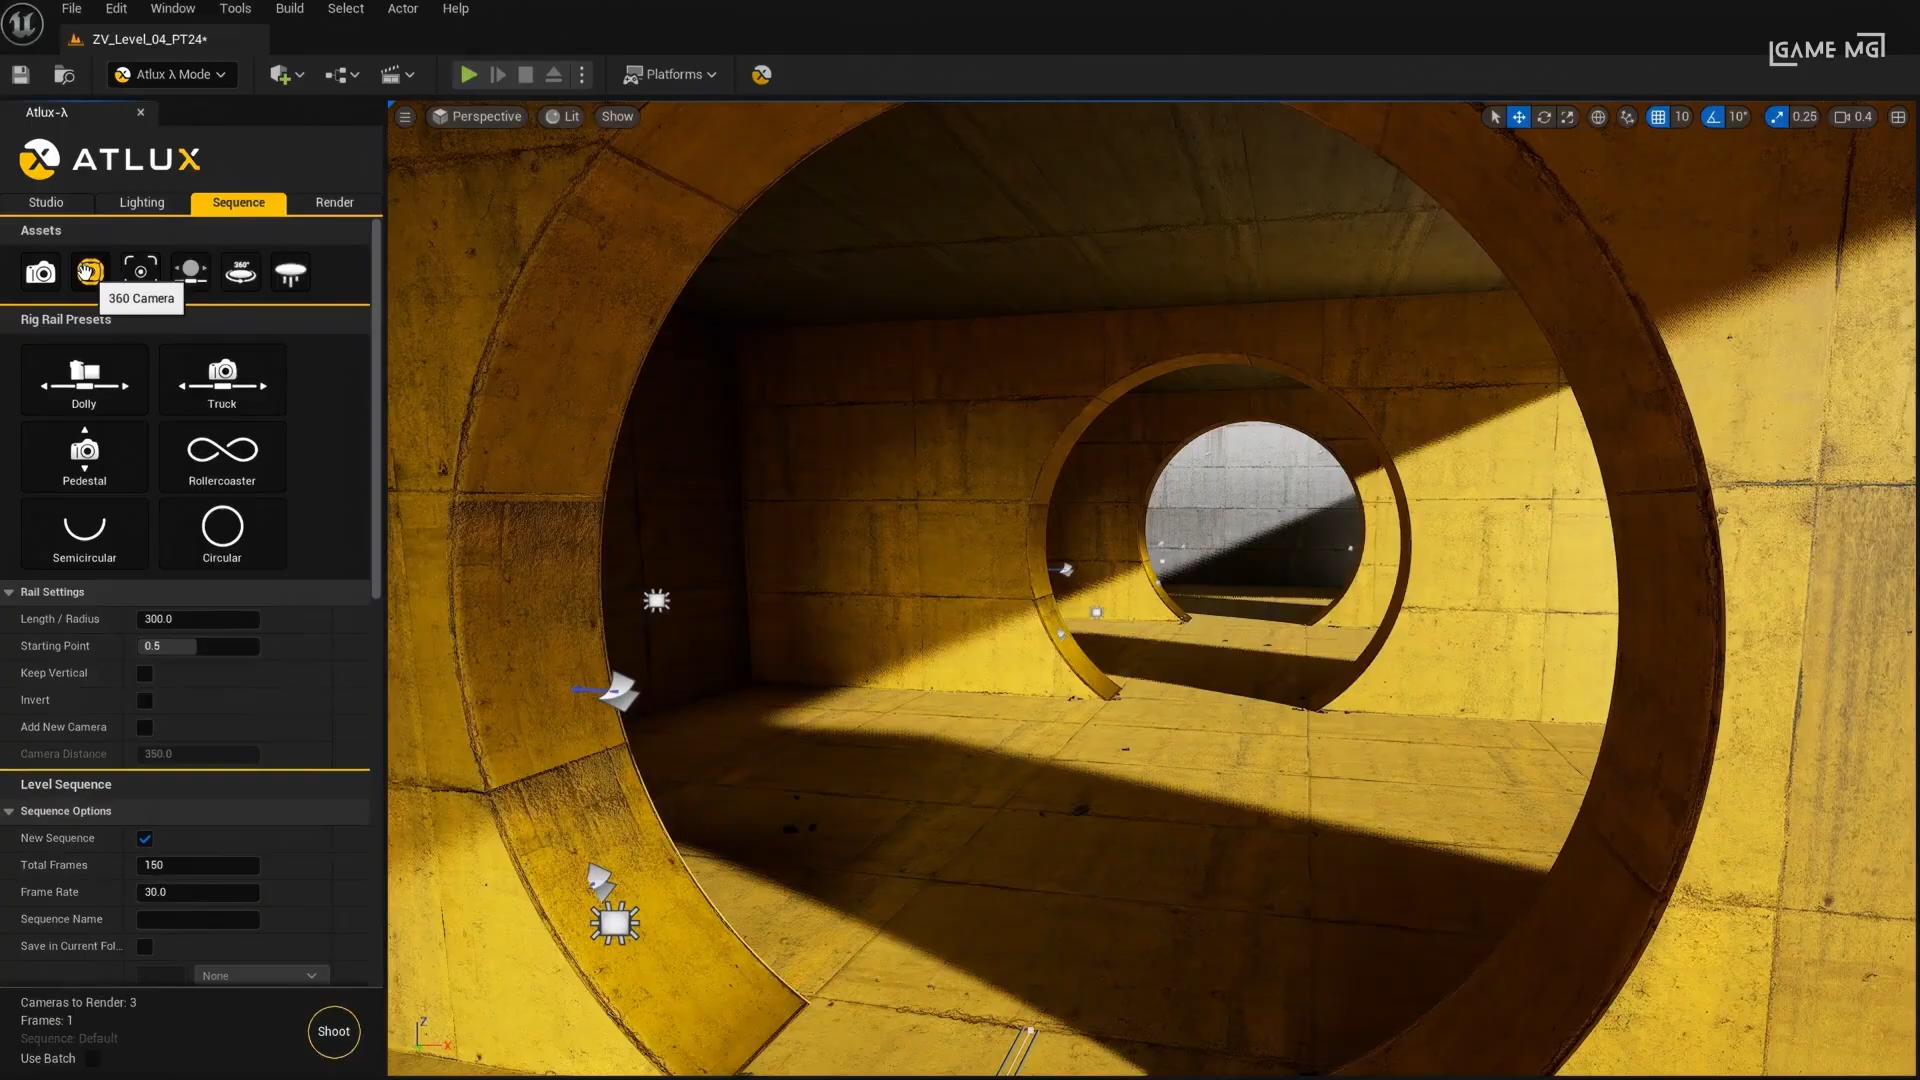 File Edit Window Tools Build Select Actor Help
ZV_Level_04_PT24*
GAME MG
Atlux λ Mode
Platforms
Atlux-λ
Perspective Lit Show
10 10° 0.25 0.4
ATLUX
Studio Lighting Sequence Render
Assets
360°
360 Camera
Rig Rail Presets
Dolly Truck
Pedestal Rollercoaster
Semicircular Circular
Rail Settings
Length / Radius 300.0
Starting Point 0.5
Keep Vertical
Invert
Add New Camera
Camera Distance 350.0
Level Sequence
Sequence Options
New Sequence
Total Frames 150
Frame Rate 30.0
Sequence Name
Save in Current Fol...
None
Cameras to Render: 3
Frames: 1
Sequence: Default
Use Batch
Shoot
Z
X